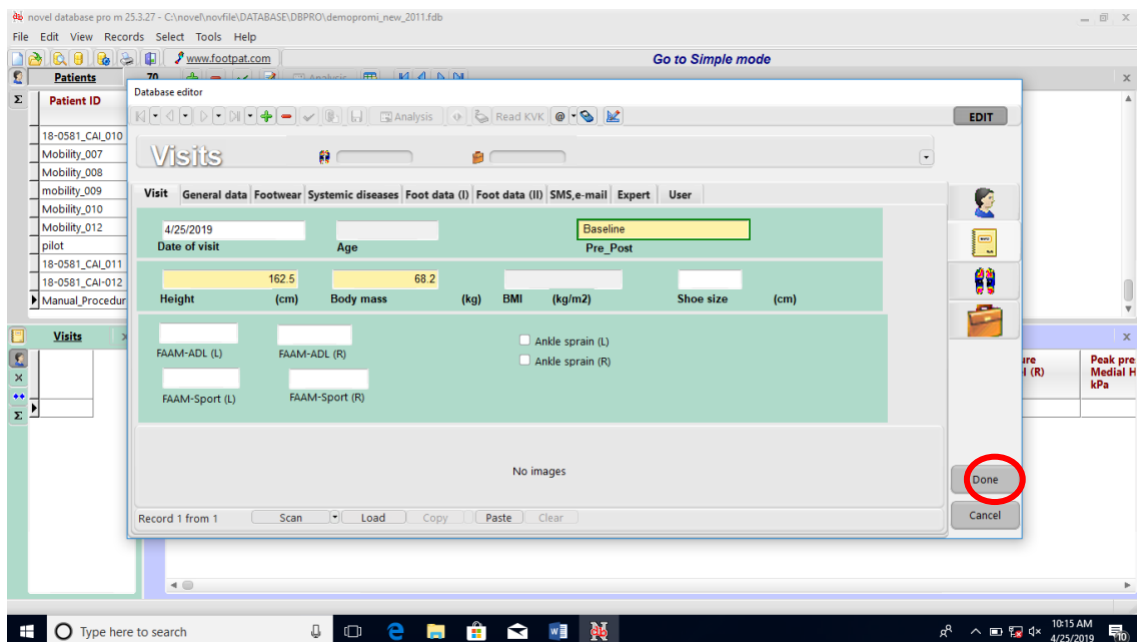 novel database pro m 25.3.27 - C:\novel\novfile\DATABASE\DBPRO\demopromi_new_2011.fdb
File Edit View Records Select Tools Help
www.footpat.com
Go to Simple mode
Patients 70 Analysis
Patient ID
18-0581_CAI_010
Mobility_007
Mobility_008
mobility_009
Mobility_010
Mobility_012
pilot
18-0581_CAI_011
18-0581_CAI-012
Manual_Procedur
Visits
Database editor
Analysis Read KVK EDIT
Visits
Visit General data Footwear Systemic diseases Foot data (I) Foot data (II) SMS,e-mail Expert User
4/25/2019 Baseline
Date of visit Age Pre_Post
162.5 68.2
Height (cm) Body mass (kg) BMI (kg/m2) Shoe size (cm)
FAAM-ADL (L) FAAM-ADL (R)
Ankle sprain (L)
Ankle sprain (R)
FAAM-Sport (L) FAAM-Sport (R)
No images
Record 1 from 1 Scan Load Copy Paste Clear
Done
Cancel
ure
l (R)
Peak pre
Medial H
kPa
Type here to search
10:15 AM
4/25/2019